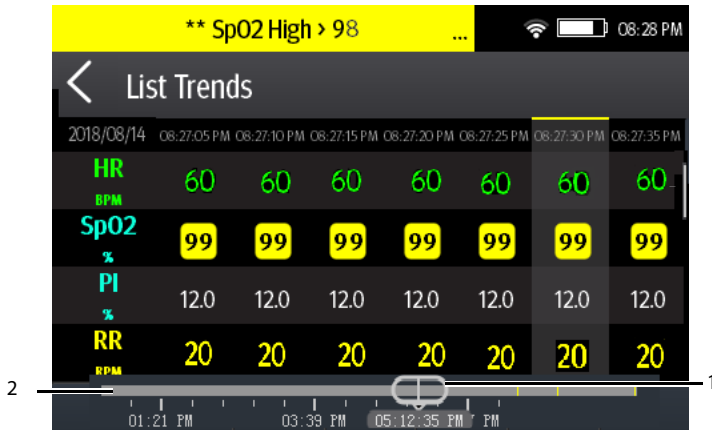 ** SpO2 High > 98 ...
08:28 PM
List Trends
2018/08/14 08:27:05 PM 08:27:10 PM 08:27:15 PM 08:27:20 PM 08:27:25 PM 08:27:30 PM 08:27:35 PM
HR 60 60 60 60 60 60 60
BPM
SpO2 99 99 99 99 99 99 99
%
PI 12.0 12.0 12.0 12.0 12.0 12.0 12.0
%
RR 20 20 20 20 20 20 20
RPM
2 1
01:21 PM 03:39 PM 05:12:35 PM PM